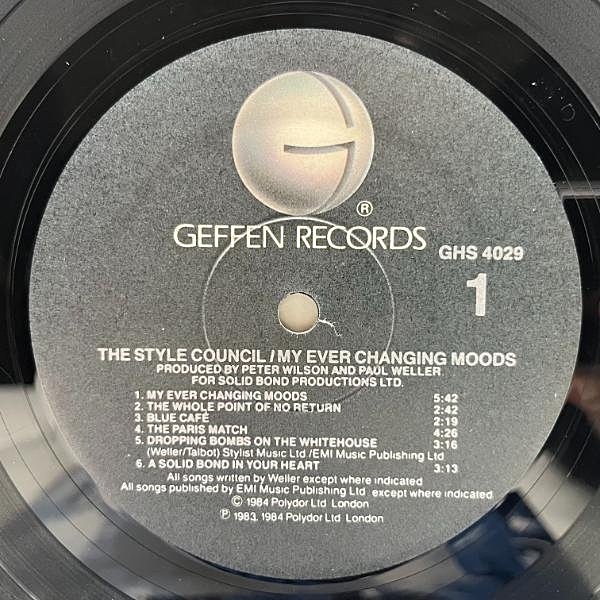 G
®
GEFFEN RECORDS
GHS 4029
1
THE STYLE COUNCIL / MY EVER CHANGING MOODS
PRODUCED BY PETER WILSON AND PAUL WELLER
FOR SOLID BOND PRODUCTIONS LTD.
1. MY EVER CHANGING MOODS 5:42
2. THE WHOLE POINT OF NO RETURN 2:42
3. BLUE CAFÉ 2:19
4. THE PARIS MATCH 4:26
5. DROPPING BOMBS ON THE WHITEHOUSE 3:16
(Weller/Talbot) Stylist Music Ltd /EMI Music Publishing Ltd
6. A SOLID BOND IN YOUR HEART 3:13
All songs written by Weller except where indicated
All songs published by EMI Music Publishing Ltd except where indicated
© 1984 Polydor Ltd London
℗ 1983, 1984 Polydor Ltd London